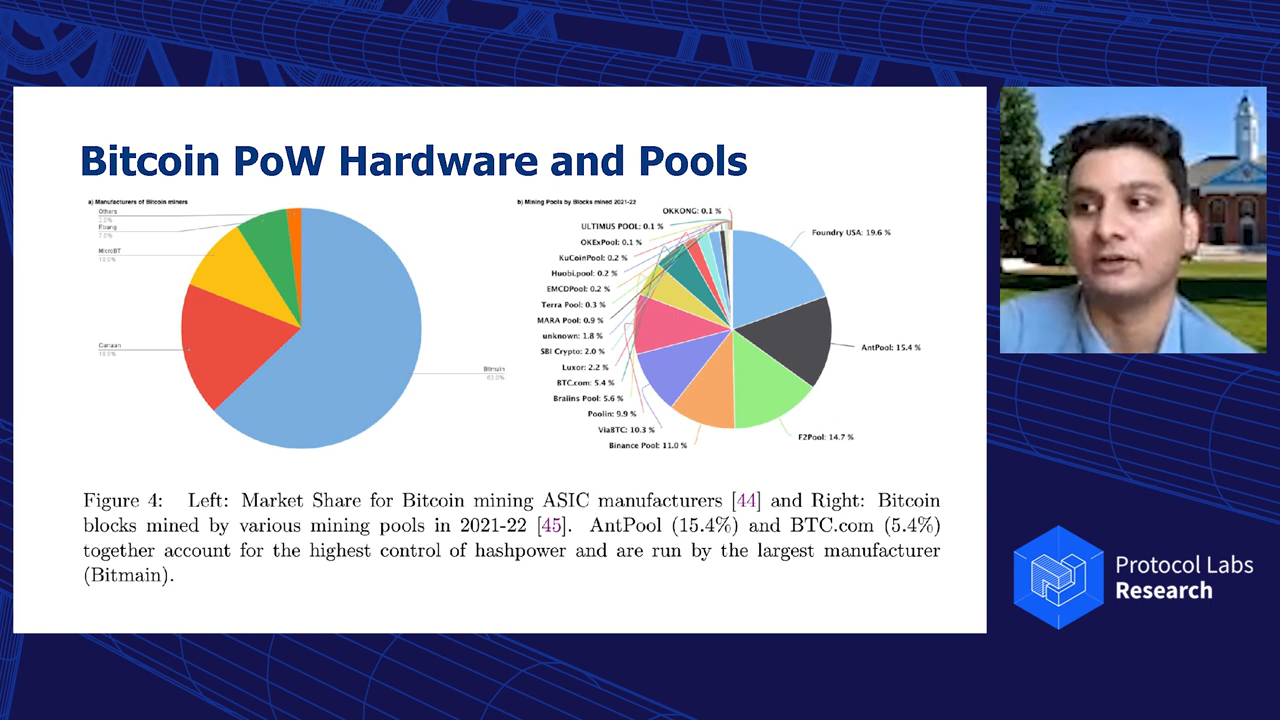 Bitcoin PoW Hardware and Pools
a) Manufacturers of Bitcoin miners
Others
Ebang
MicroBT
Canaan
Bitmain
63.0%
b) Mining Pools by Blocks mined 2021-22
OKKONG: 0.1 %
ULTIMUS POOL: 0.1 %
OKExPool: 0.1 %
KuCoinPool: 0.2 %
Huobi.pool: 0.2 %
EMCDPool: 0.2 %
Terra Pool: 0.3 %
MARA Pool: 0.9 %
unknown: 1.8 %
SBI Crypto: 2.0 %
Luxor: 2.2 %
BTC.com: 5.4 %
Braiins Pool: 5.6 %
Poolin: 9.9 %
ViaBTC: 10.3 %
Binance Pool: 11.0 %
Foundry USA: 19.6 %
AntPool: 15.4 %
F2Pool: 14.7 %
Figure 4: Left: Market Share for Bitcoin mining ASIC manufacturers [44] and Right: Bitcoin
blocks mined by various mining pools in 2021-22 [45]. AntPool (15.4%) and BTC.com (5.4%)
together account for the highest control of hashpower and are run by the largest manufacturer
(Bitmain).
Protocol Labs
Research